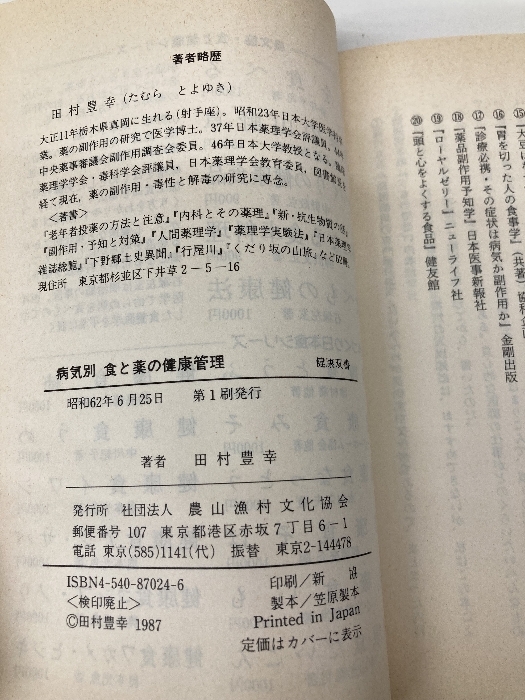 著者略歴
田村豊幸(たむら とよゆき)
大正11年栃木県真岡に生れる(射手座)。昭和23年日本大学医学科
薬。薬の副作用の研究で医学博士。37年日本薬理学会評議員、
中央薬事審議会副作用調査会委員。46年日本大学教授となる。
薬理学学会・毒科学会評議員、日本薬理学会教育委員、図書
経て現在、薬の副作用・毒性と解毒の研究に専念。
<著書>
『老年者投薬の方法と注意』『内科とその薬理』『新・抗生物質の
『副作用・予知と対策』『人間薬理学』『薬理学実験法』『日本薬理
雑誌総覧』『下野郷土史異聞』『行屋川』『くだり坂の山旅』など
現住所 東京都杉並区下井草2-5-16
病気別 食と薬の健康管理
健康双書
昭和62年6月25日 第1刷発行
著者 田村豊幸
発行所 社団法人 農山漁村文化協会
郵便番号107 東京都港区赤坂7丁目6-1
電話 東京(585)1141(代) 振替 東京2-144478
ISBN4-540-87024-6
<検印廃止>
©田村豊幸 1987
印刷/新
製本/笠原製本
Printed in Japan
定価はカバーに表示
⑮『大豆は
⑯『胃を切った人の食事学』(共著)
⑰『診療必携・その症状は病気か副作用か』金剛出版
⑱『薬品副作用予知学』日本医事新報社
⑲『ローヤルゼリー』ニューライフ社
⑳『頭と心をよくする食品』健友館